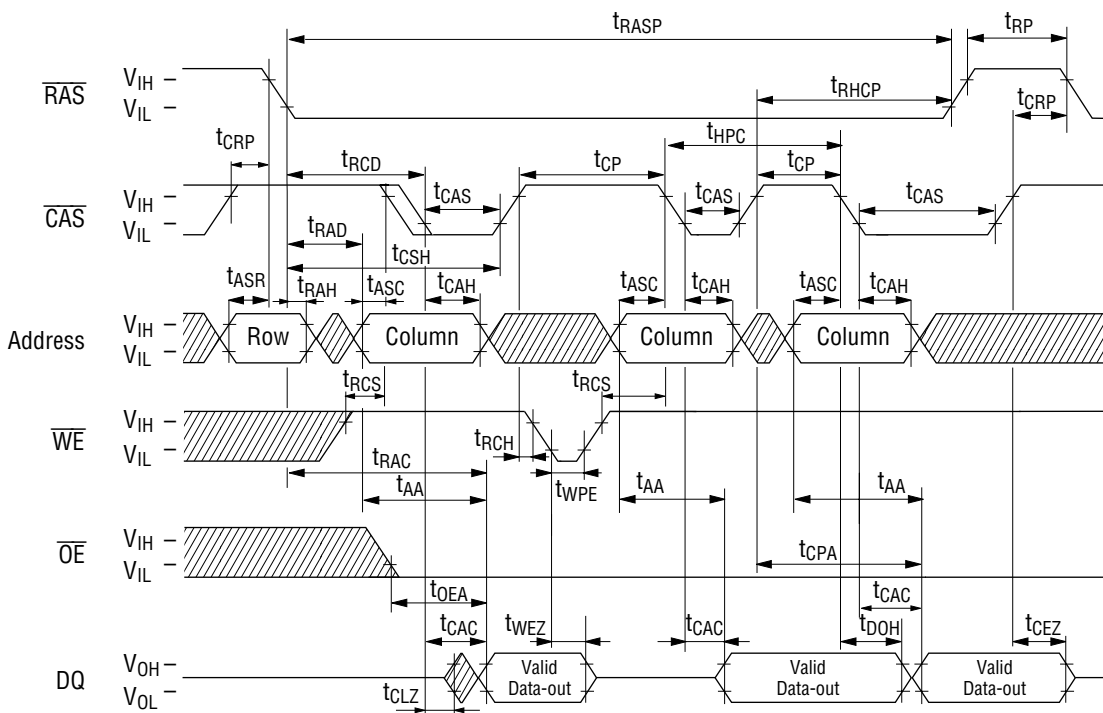 tRASP tRP
RAS VIH VIL tRHCP tCRP
tCRP tRCD tCP tHPC tCP
CAS VIH VIL tCAS tCAS tCAS
tRAD tCSH
tASR tRAH tASC tCAH tASC tCAH tASC tCAH
Address VIH VIL Row Column Column Column
tRCS tRCS
WE VIH VIL tRCH tWPE
tRAC
tAA tAA tAA
OE VIH VIL tCPA
tOEA tCAC
tCAC tWEZ tCAC tDOH tCEZ
DQ VOH VOL Valid Data-out Valid Data-out Valid Data-out
tCLZ